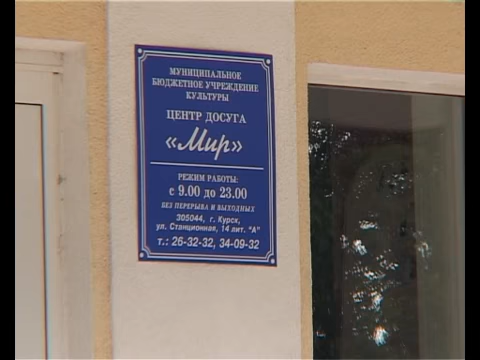 МУНИЦИПАЛЬНОЕ
БЮДЖЕТНОЕ УЧРЕЖДЕНИЕ
КУЛЬТУРЫ
ЦЕНТР ДОСУГА
«Мир»
РЕЖИМ РАБОТЫ:
с 9.00 до 23.00
БЕЗ ПЕРЕРЫВА И ВЫХОДНЫХ
305044, г. Курск,
ул. Станционная, 14 лит. "А"
т.: 26-32-32, 34-09-32